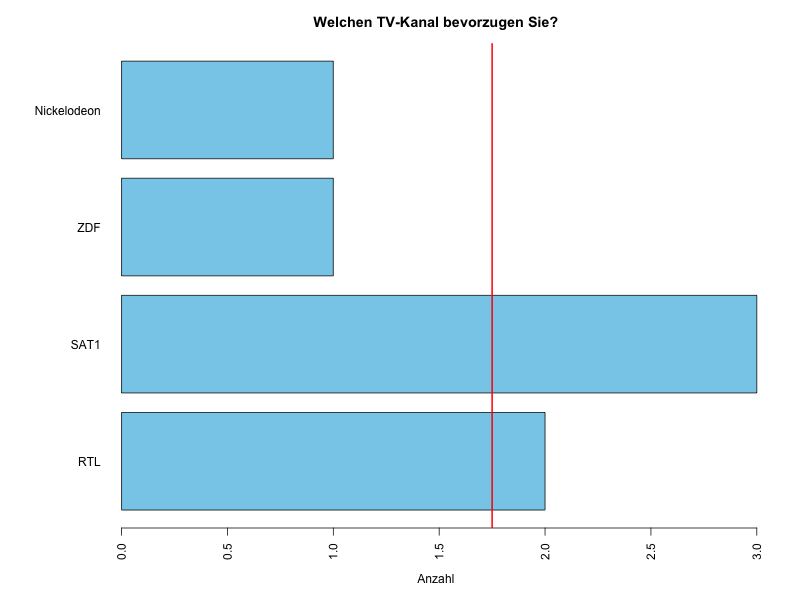 Welchen TV-Kanal bevorzugen Sie?
Nickelodeon
ZDF
SAT1
RTL
0.0 0.5 1.0 1.5 2.0 2.5 3.0
Anzahl